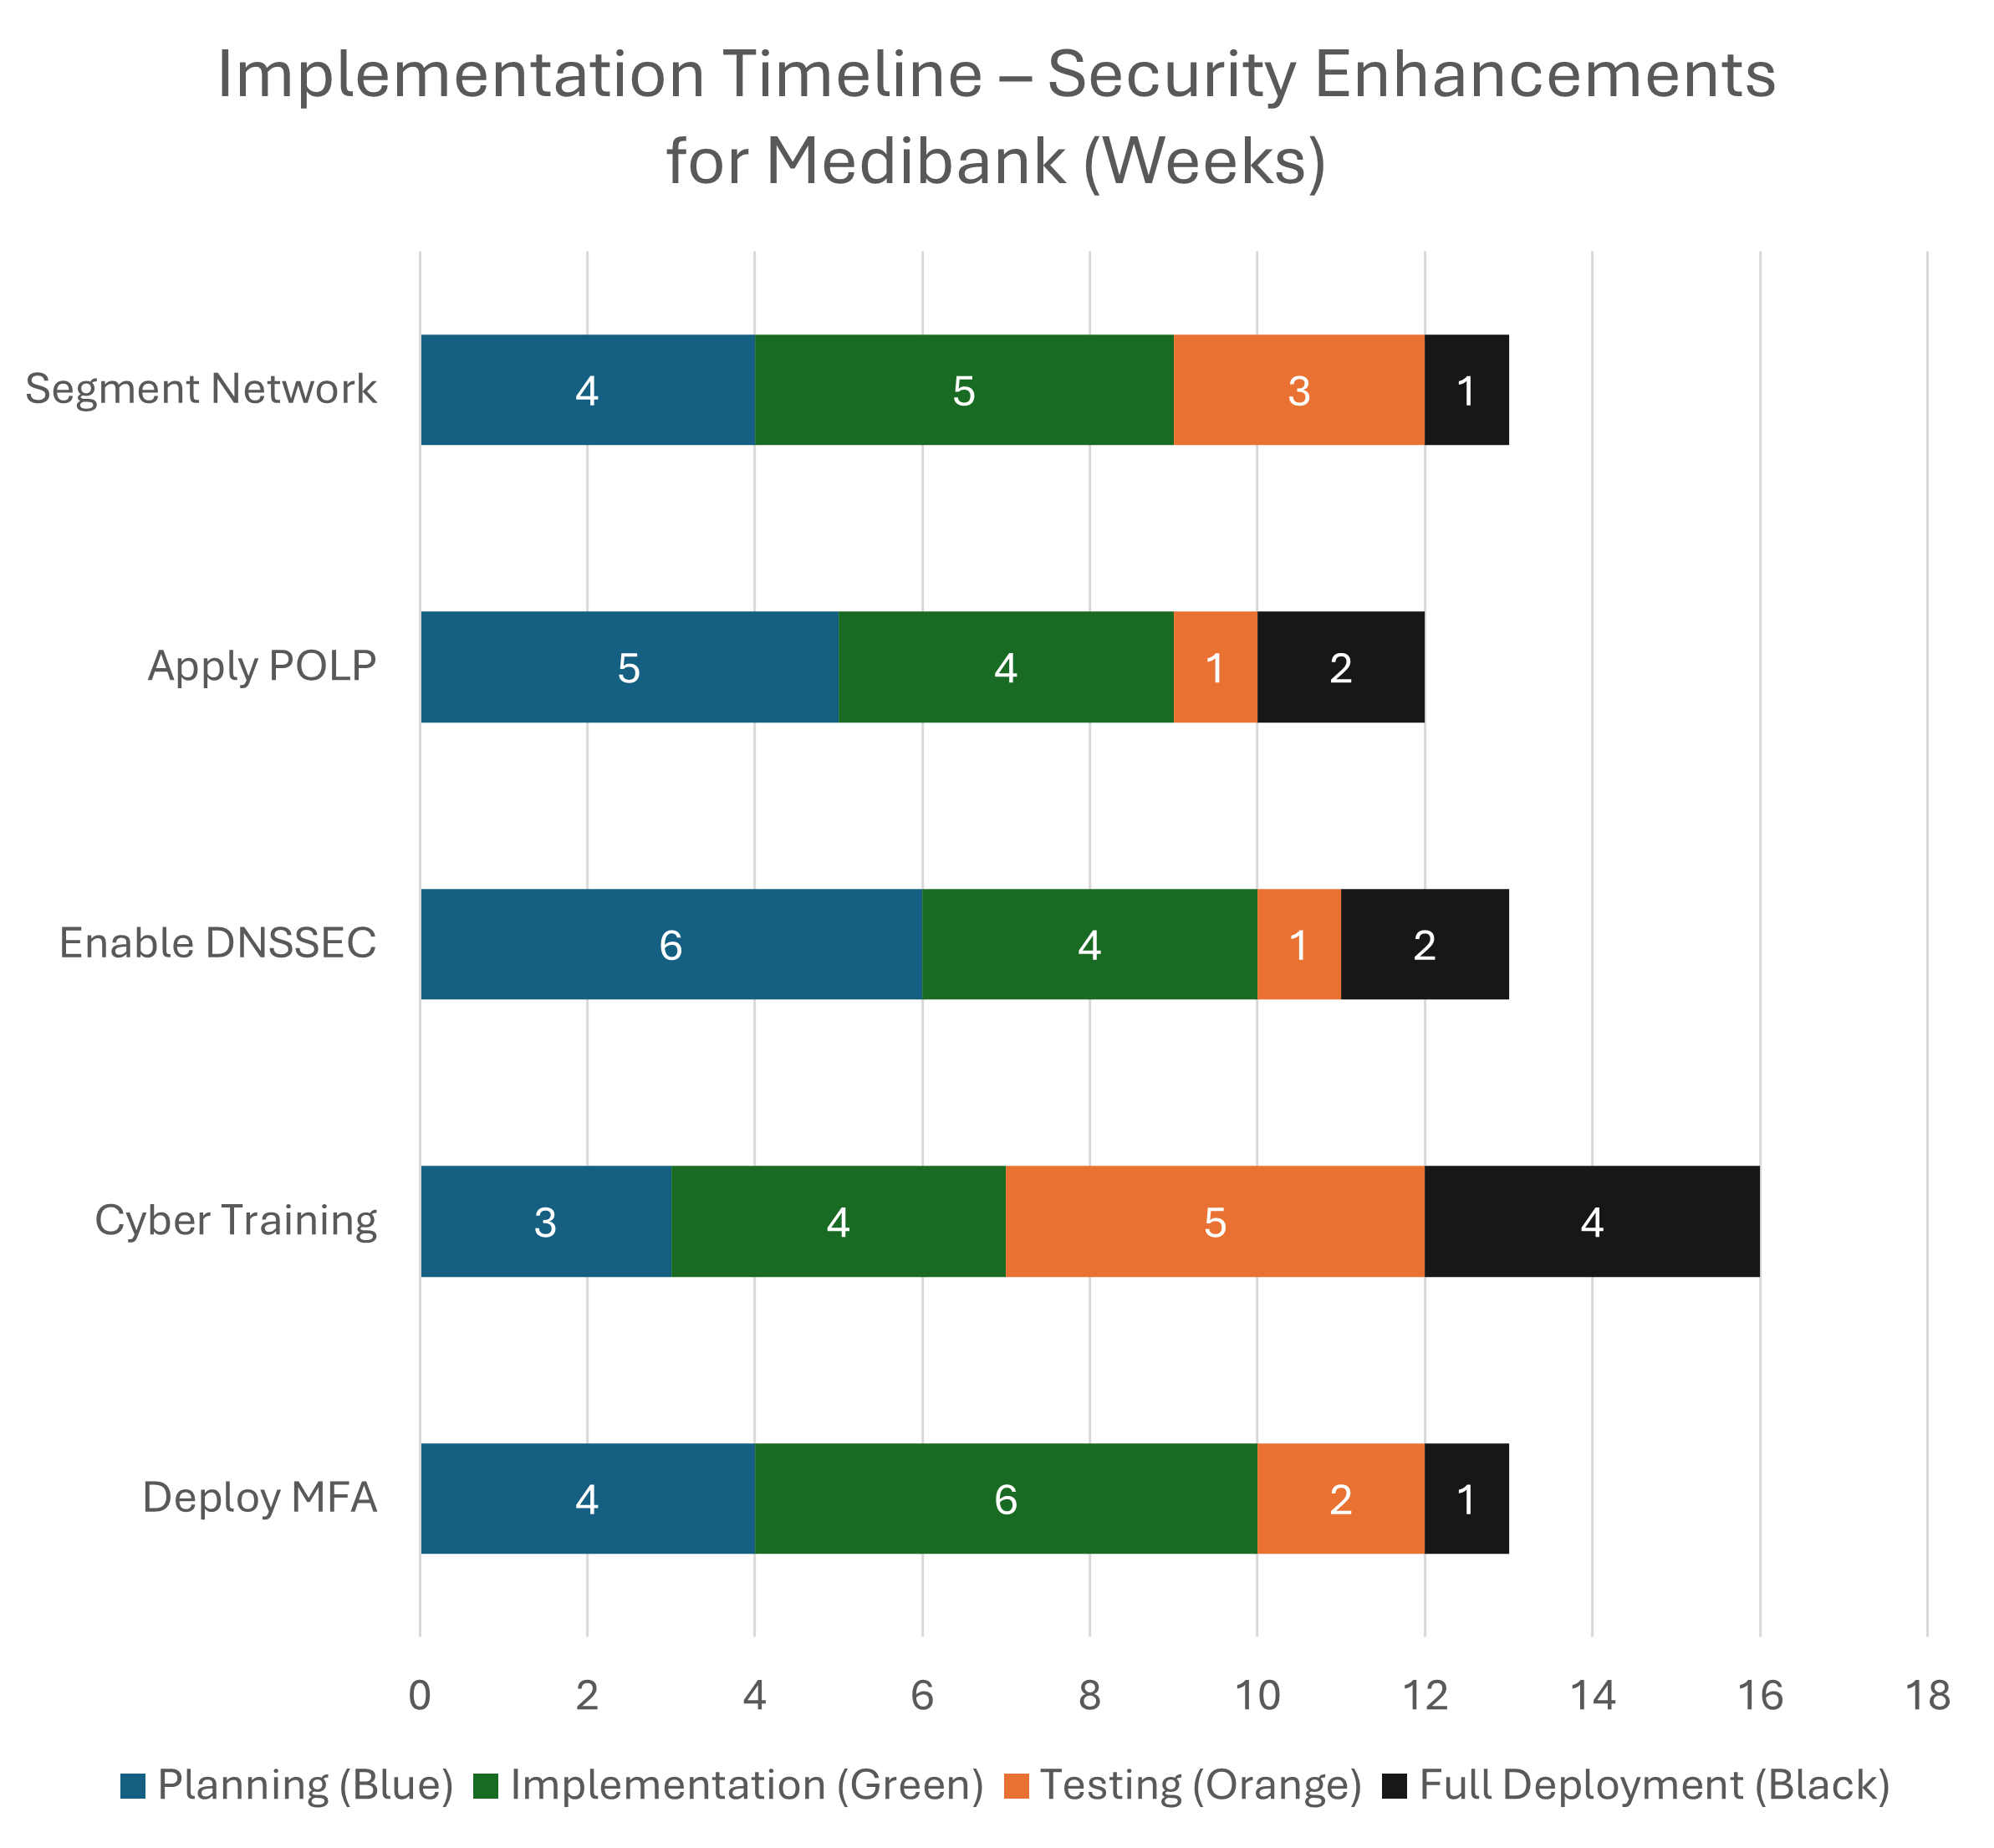 Implementation Timeline – Security Enhancements
for Medibank (Weeks)
Segment Network 4 5 3 1
Apply POLP 5 4 1 2
Enable DNSSEC 6 4 1 2
Cyber Training 3 4 5 4
Deploy MFA 4 6 2 1
0 2 4 6 8 10 12 14 16 18
Planning (Blue) Implementation (Green) Testing (Orange) Full Deployment (Black)